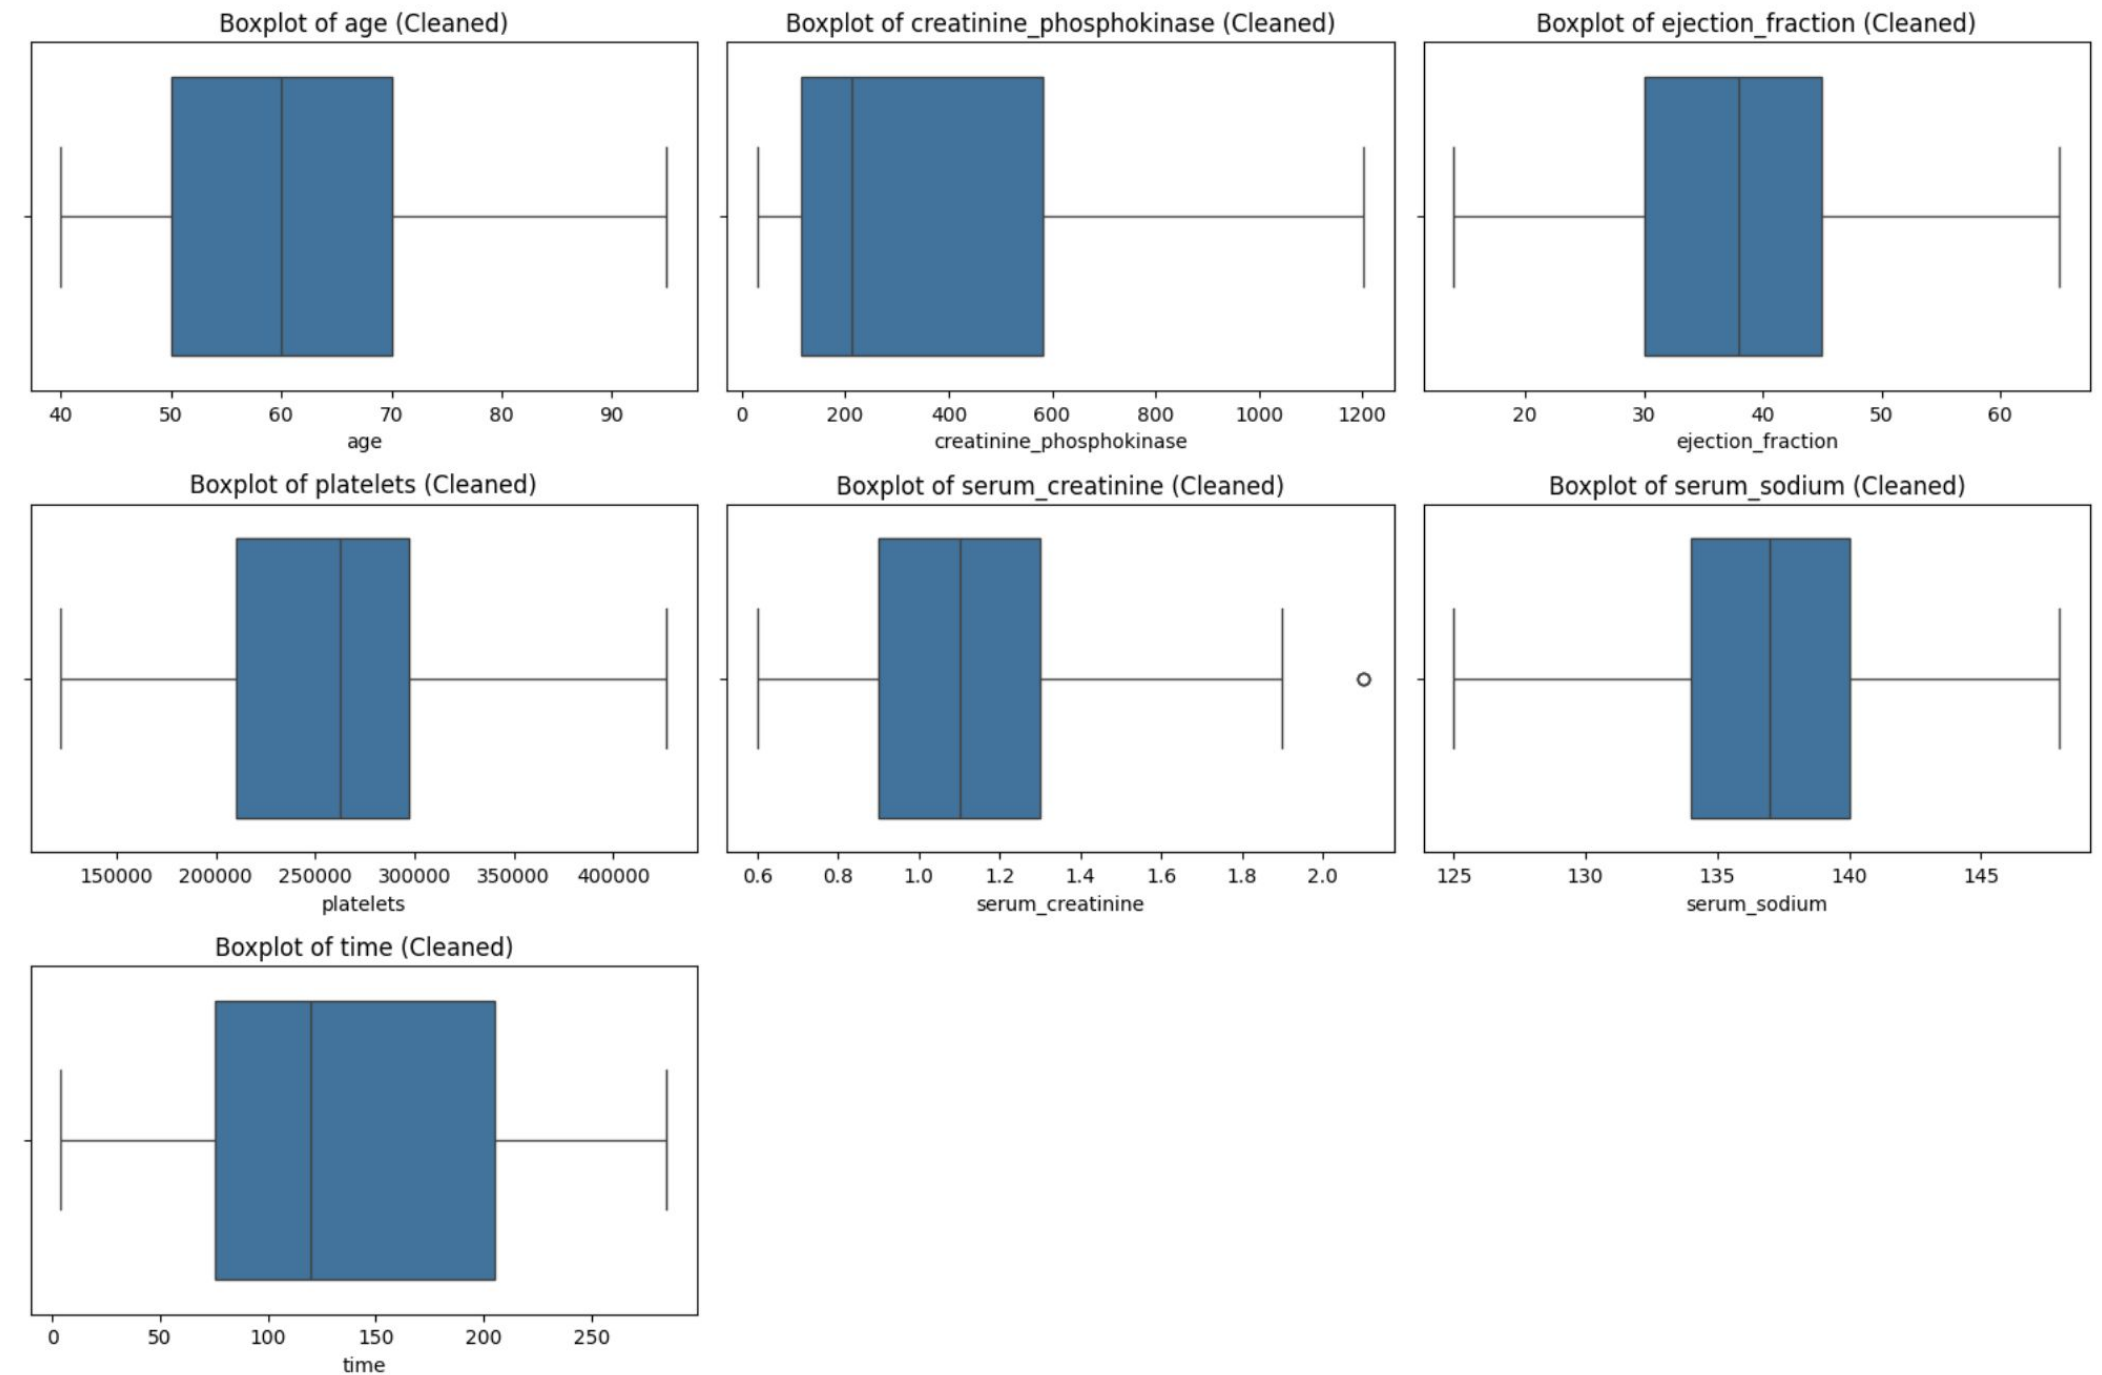 Boxplot of age (Cleaned)
40 50 60 70 80 90
age
Boxplot of creatinine_phosphokinase (Cleaned)
0 200 400 600 800 1000 1200
creatinine_phosphokinase
Boxplot of ejection_fraction (Cleaned)
20 30 40 50 60
ejection_fraction
Boxplot of platelets (Cleaned)
150000 200000 250000 300000 350000 400000
platelets
Boxplot of serum_creatinine (Cleaned)
0.6 0.8 1.0 1.2 1.4 1.6 1.8 2.0
serum_creatinine
Boxplot of serum_sodium (Cleaned)
125 130 135 140 145
serum_sodium
Boxplot of time (Cleaned)
0 50 100 150 200 250
time